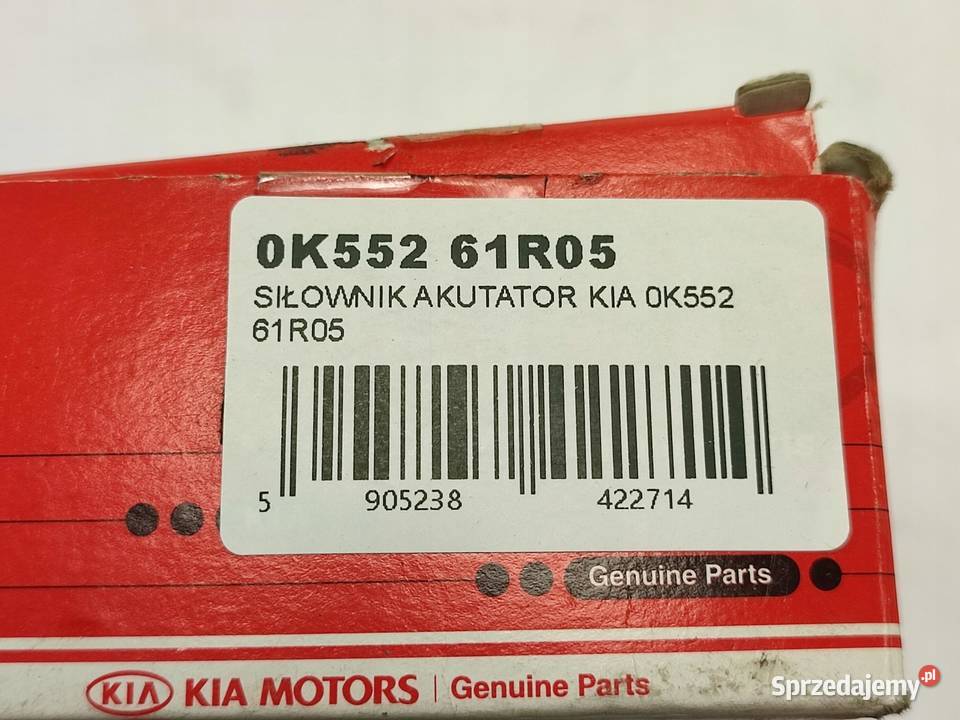 0K552 61R05
SIŁOWNIK AKUTATOR KIA 0K552
61R05
5 905238 422714
Genuine Parts
KIA KIA MOTORS | Genuine Parts
Sprzedajemy.pl